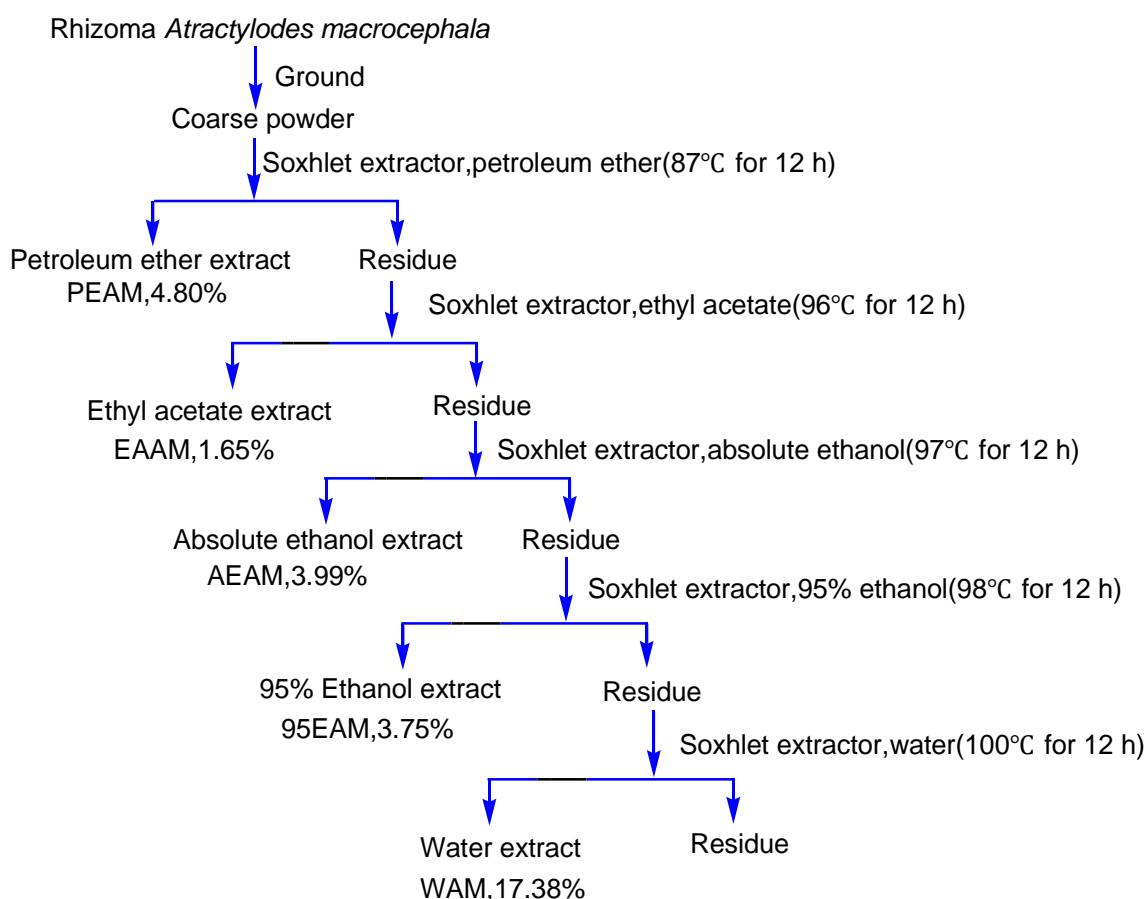 Rhizoma Atractylodes macrocephala
Ground
Coarse powder
Soxhlet extractor,petroleum ether(87℃ for 12 h)
Petroleum ether extract
PEAM,4.80%
Residue
Soxhlet extractor,ethyl acetate(96℃ for 12 h)
Ethyl acetate extract
EAAM,1.65%
Residue
Soxhlet extractor,absolute ethanol(97℃ for 12 h)
Absolute ethanol extract
AEAM,3.99%
Residue
Soxhlet extractor,95% ethanol(98℃ for 12 h)
95% Ethanol extract
95EAM,3.75%
Residue
Soxhlet extractor,water(100℃ for 12 h)
Water extract
WAM,17.38%
Residue